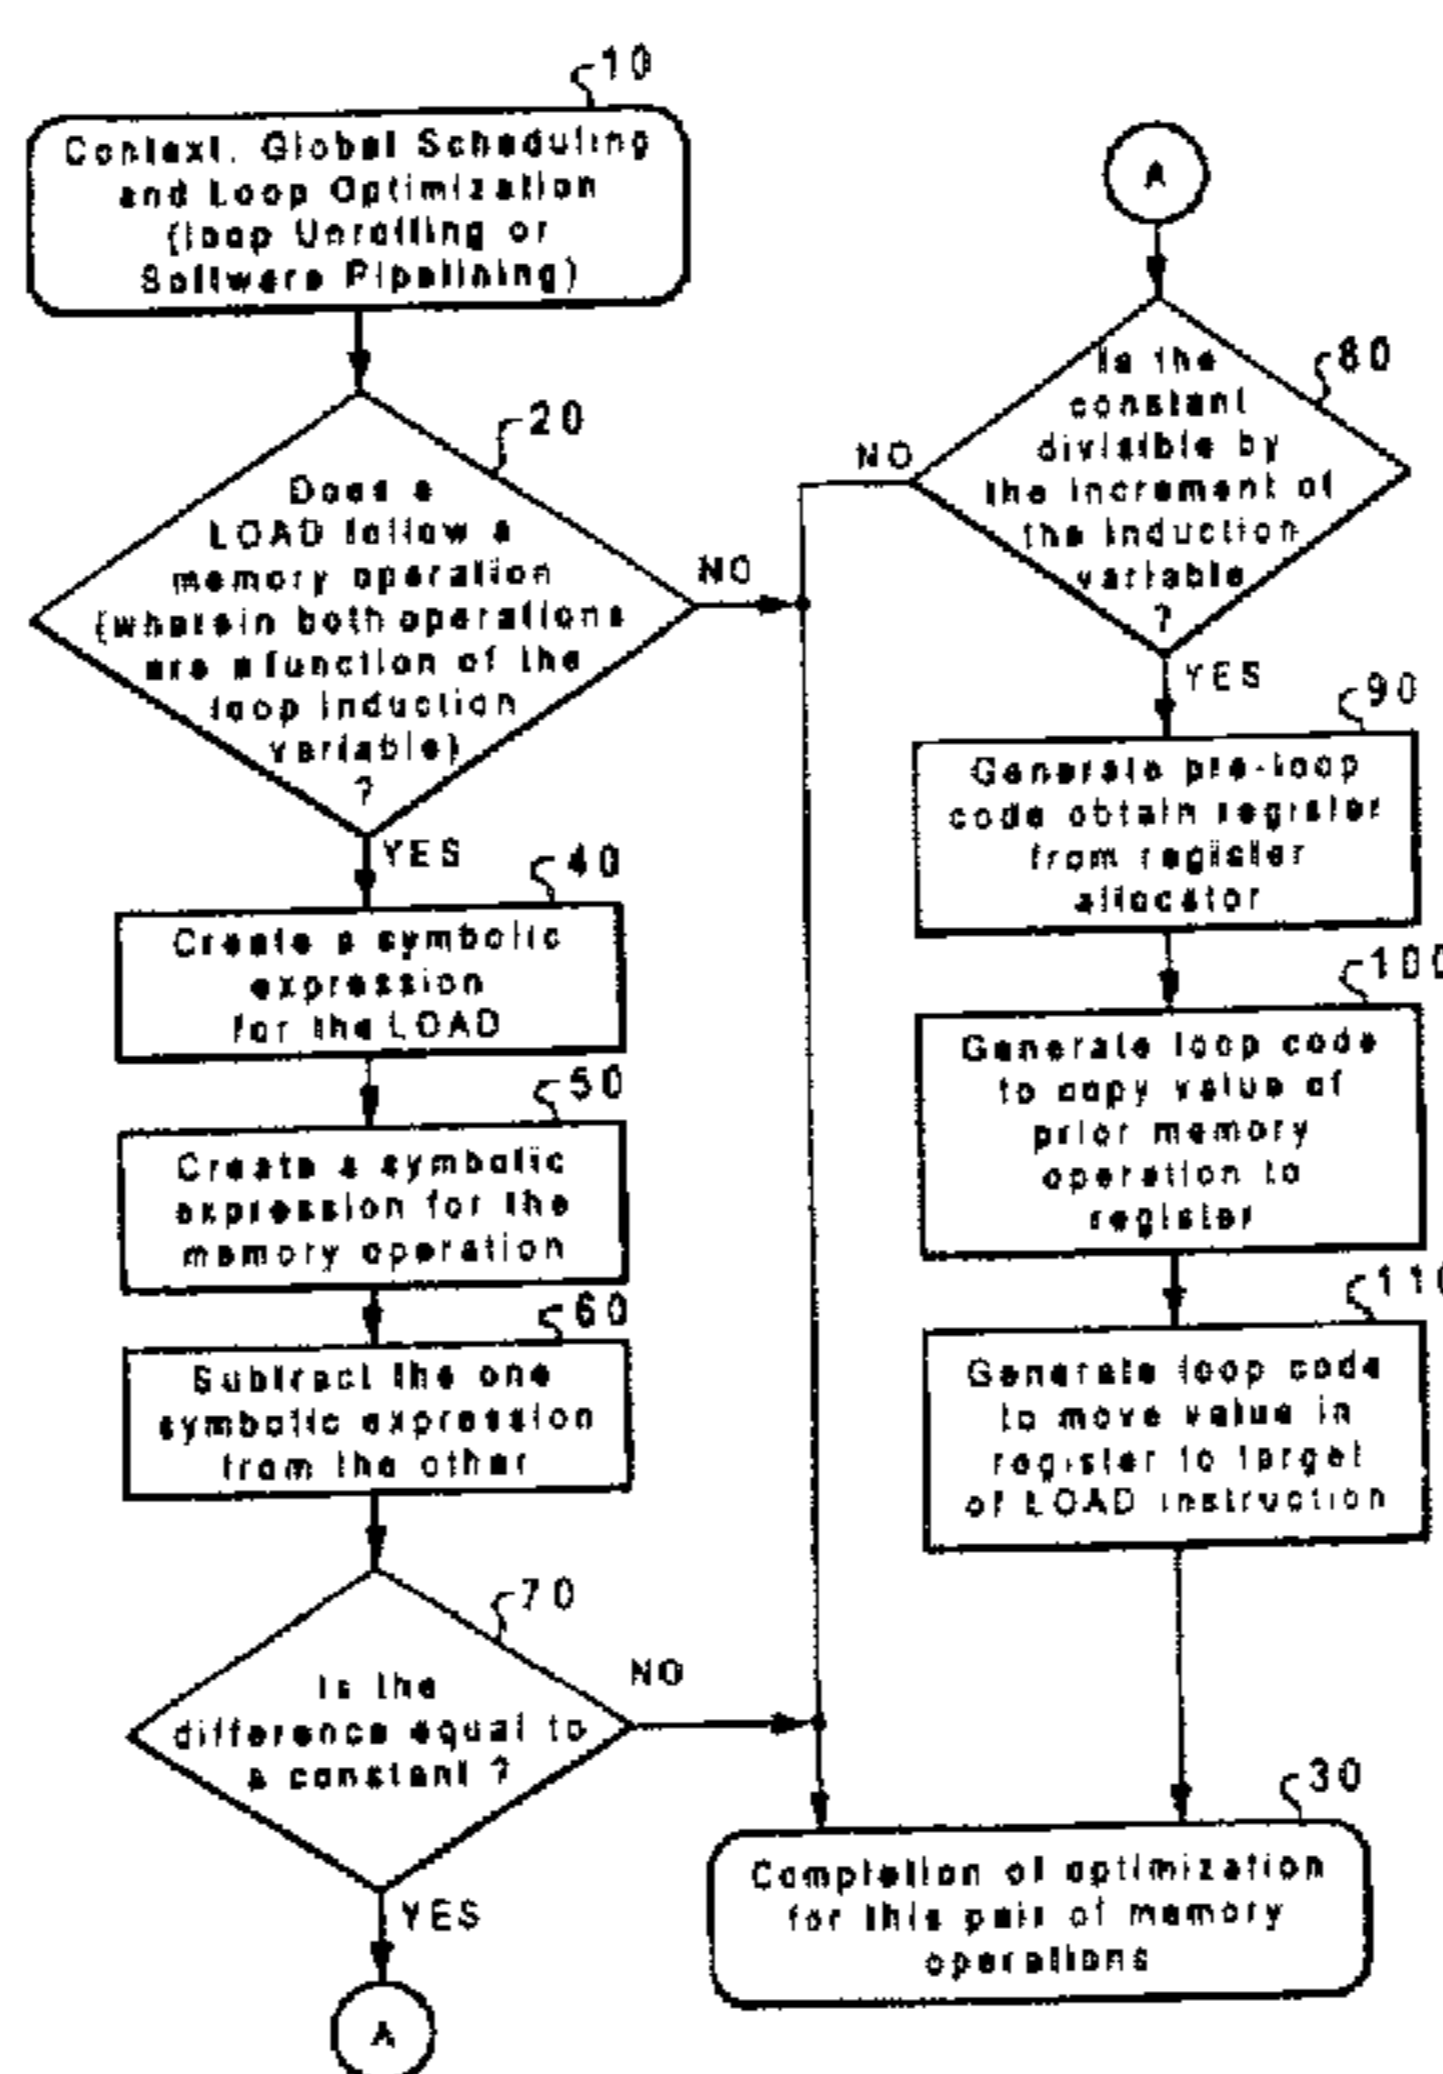 10
Context, Global Scheduling
and Loop Optimization
(loop Unrolling or
Software Pipelining)
20
Does a
LOAD follow a
memory operation
(wherein both operations
are a function of the
loop induction
variable)
?
NO
YES
40
Create a symbolic
expression
for the LOAD
50
Create a symbolic
expression for the
memory operation
60
Subtract the one
symbolic expression
from the other
70
Is the
difference equal to
a constant ?
NO
YES
A
A
80
Is the
constant
divisible by
the increment of
the induction
variable
?
NO
YES
90
Generate pre-loop
code obtain register
from register
allocator
100
Generate loop code
to copy value of
prior memory
operation to
register
110
Generate loop code
to move value in
register to target
of LOAD instruction
30
Completion of optimization
for this pair of memory
operations